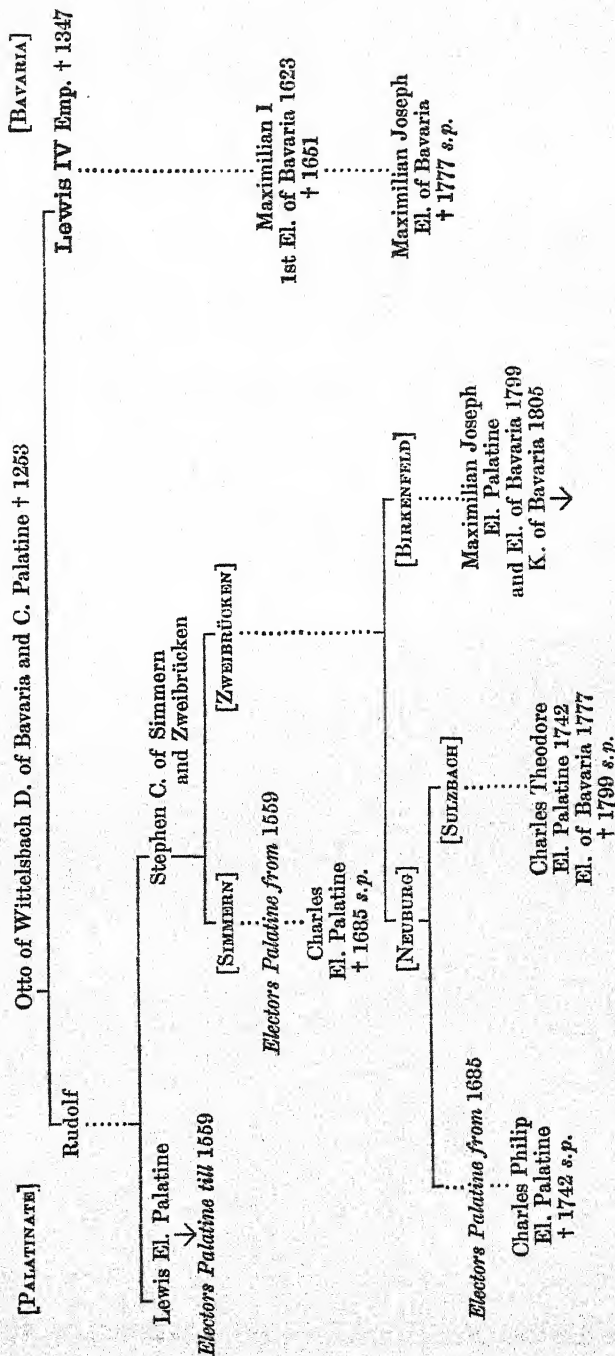 Otto of Wittelsbach D. of Bavaria and C. Palatine † 1253
[PALATINATE]
[BAVARIA]
Rudolf
Lewis IV Emp. † 1347
Lewis El. Palatine
Electors Palatine till 1559
Stephen C. of Simmern
and Zweibrücken
Maximilian I
1st El. of Bavaria 1623
† 1651
[SIMMERN]
[ZWEIBRÜCKEN]
Electors Palatine from 1559
Charles
El. Palatine
† 1685 s.p.
Maximilian Joseph
El. of Bavaria
† 1777 s.p.
[NEUBURG]
[BIRKENFELD]
Electors Palatine from 1685
[SULZBACH]
Maximilian Joseph
El. Palatine
and El. of Bavaria 1799
K. of Bavaria 1805
Charles Philip
El. Palatine
† 1742 s.p.
Charles Theodore
El. Palatine 1742
El. of Bavaria 1777
† 1799 s.p.